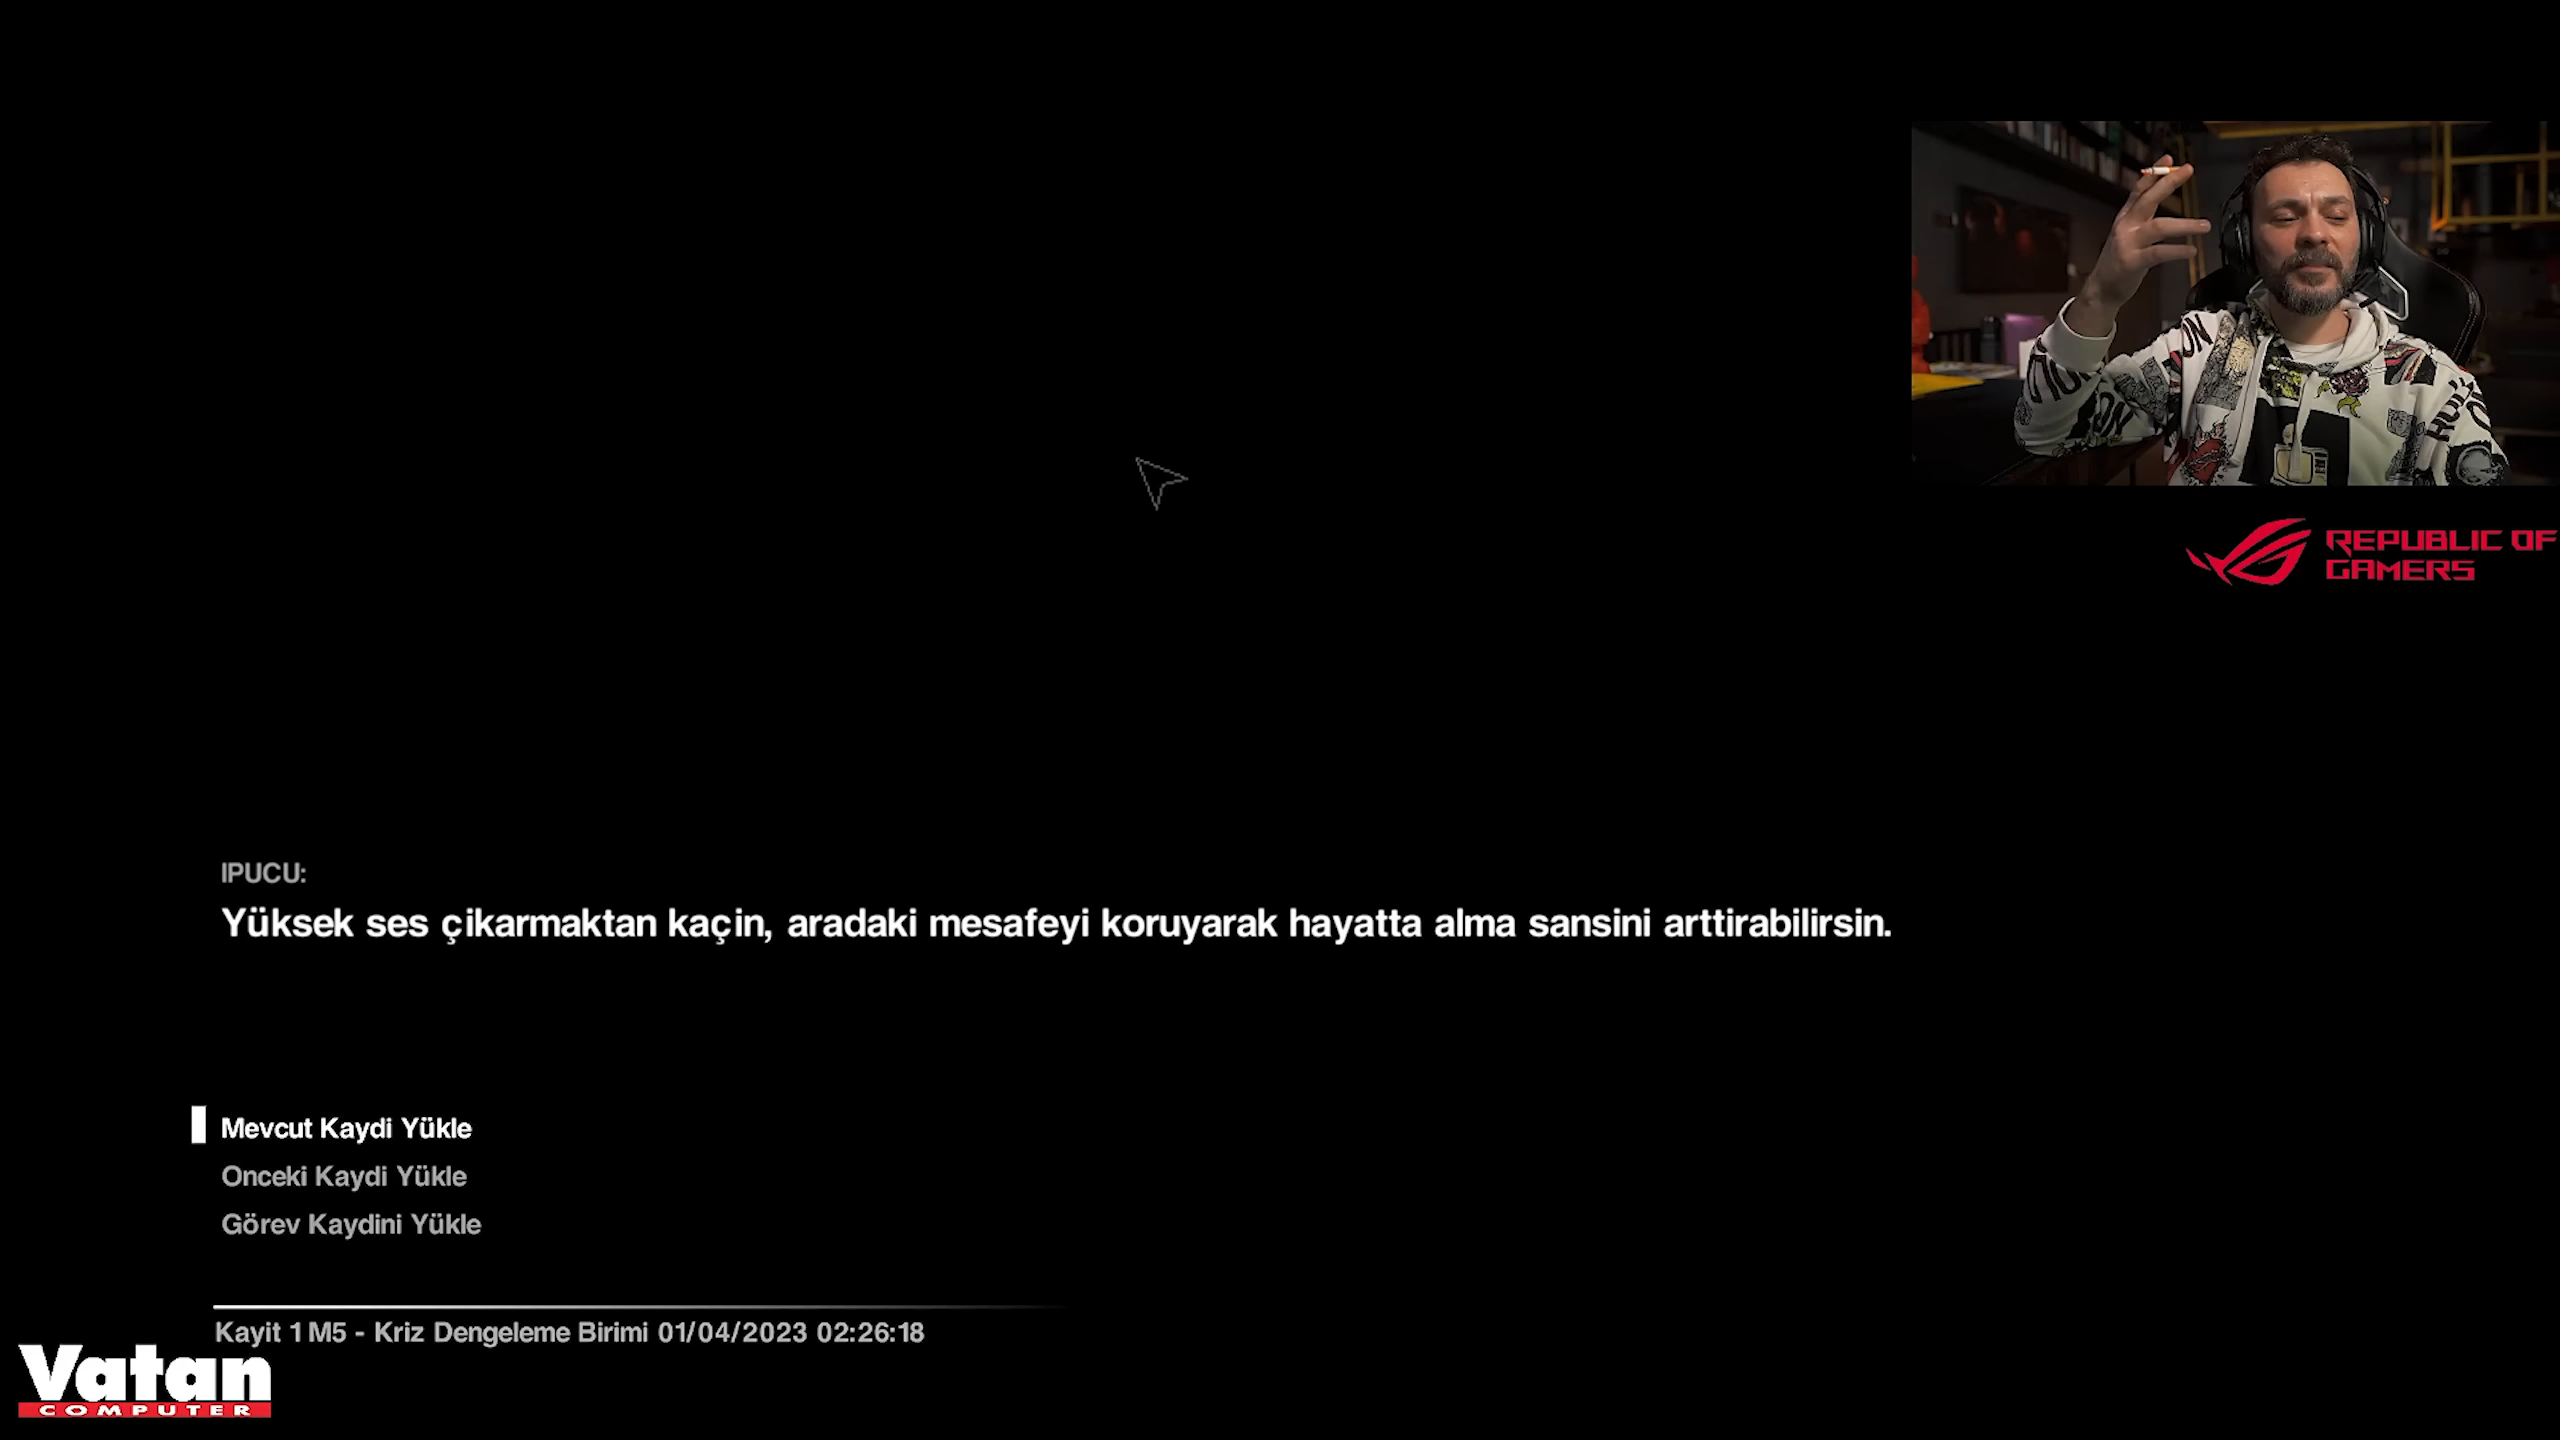 REPUBLIC OF
GAMERS
IPUCU:
Yüksek ses çikarmaktan kaçin, aradaki mesafeyi koruyarak hayatta alma sansini arttirabilirsin.
Mevcut Kaydi Yükle
Onceki Kaydi Yükle
Görev Kaydini Yükle
Kayit 1 M5 - Kriz Dengeleme Birimi 01/04/2023 02:26:18
Vatan
COMPUTER